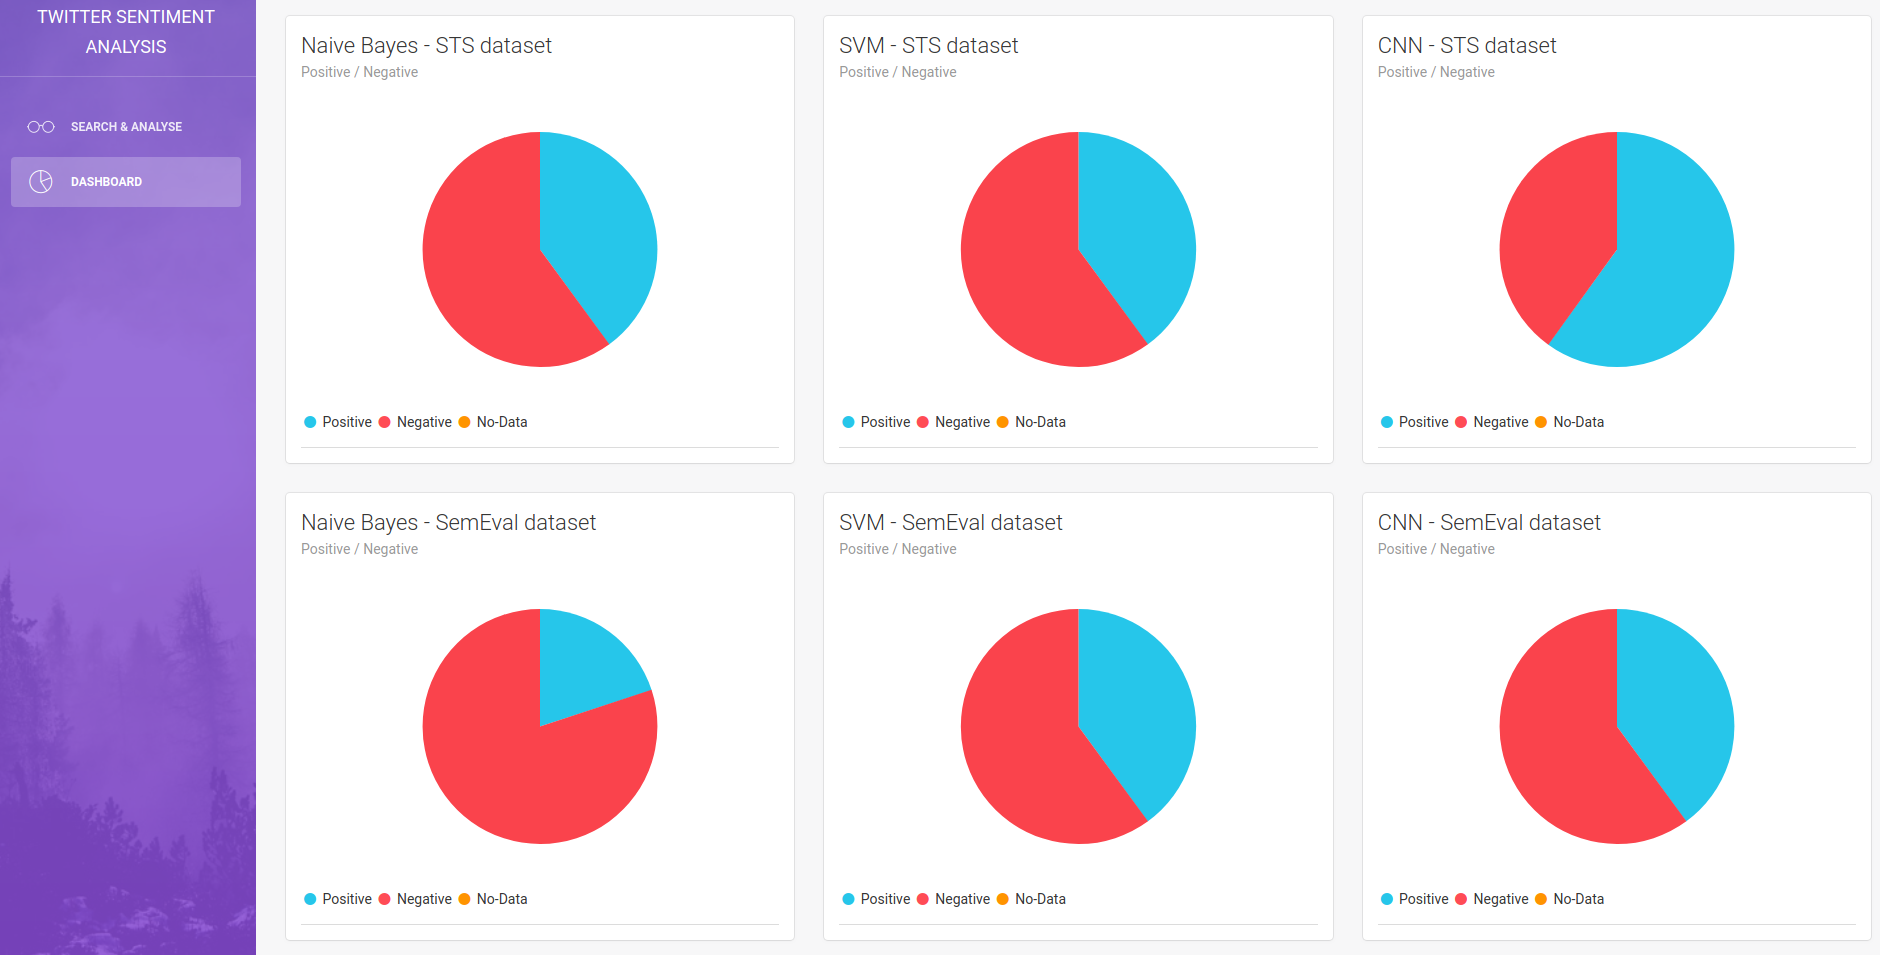 TWITTER SENTIMENT
ANALYSIS
SEARCH & ANALYSE
DASHBOARD
Naive Bayes - STS dataset
Positive / Negative
Positive Negative No-Data
SVM - STS dataset
Positive / Negative
Positive Negative No-Data
CNN - STS dataset
Positive / Negative
Positive Negative No-Data
Naive Bayes - SemEval dataset
Positive / Negative
Positive Negative No-Data
SVM - SemEval dataset
Positive / Negative
Positive Negative No-Data
CNN - SemEval dataset
Positive / Negative
Positive Negative No-Data